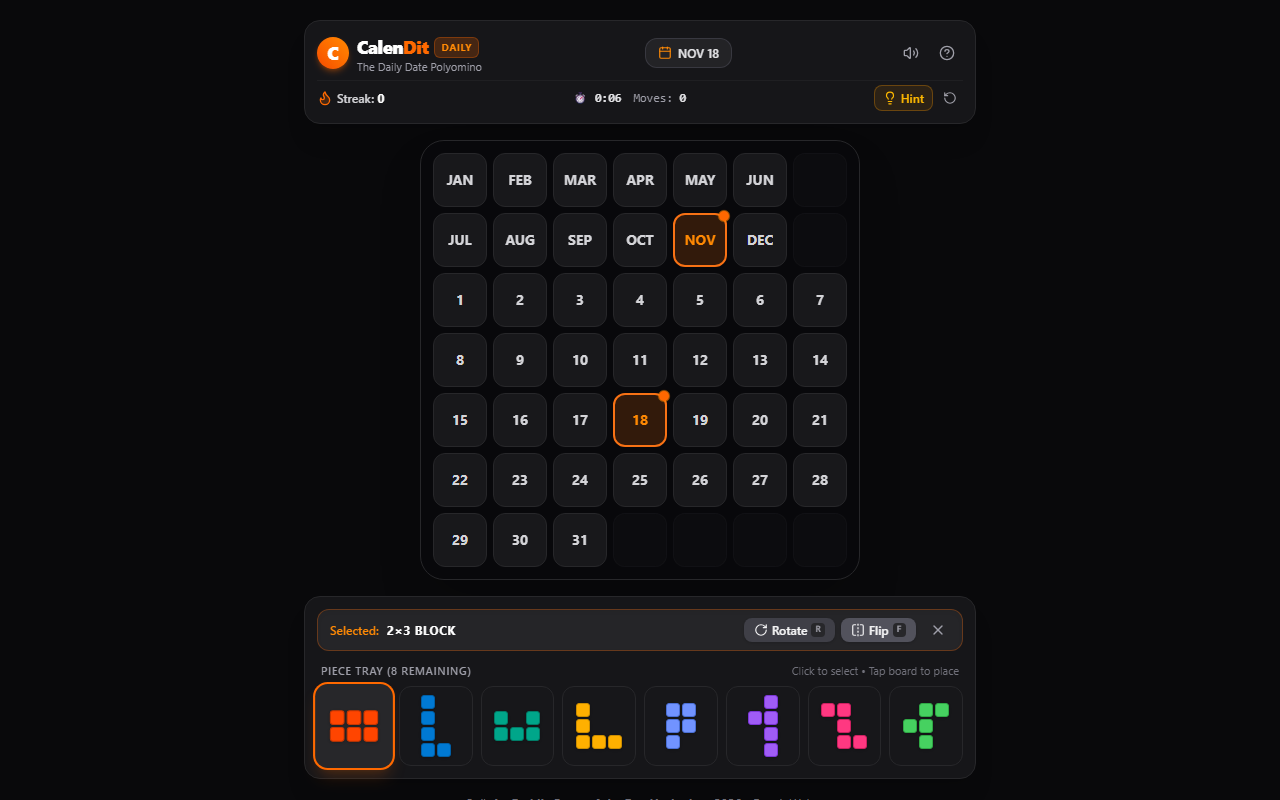 C CalenDit DAILY
The Daily Date Polyomino
NOV 18
Streak: 0
0:06 Moves: 0
Hint
JAN FEB MAR APR MAY JUN
JUL AUG SEP OCT NOV DEC
1 2 3 4 5 6 7
8 9 10 11 12 13 14
15 16 17 18 19 20 21
22 23 24 25 26 27 28
29 30 31
Selected: 2×3 BLOCK
Rotate R Flip F
PIECE TRAY (8 REMAINING)
Click to select • Tap board to place